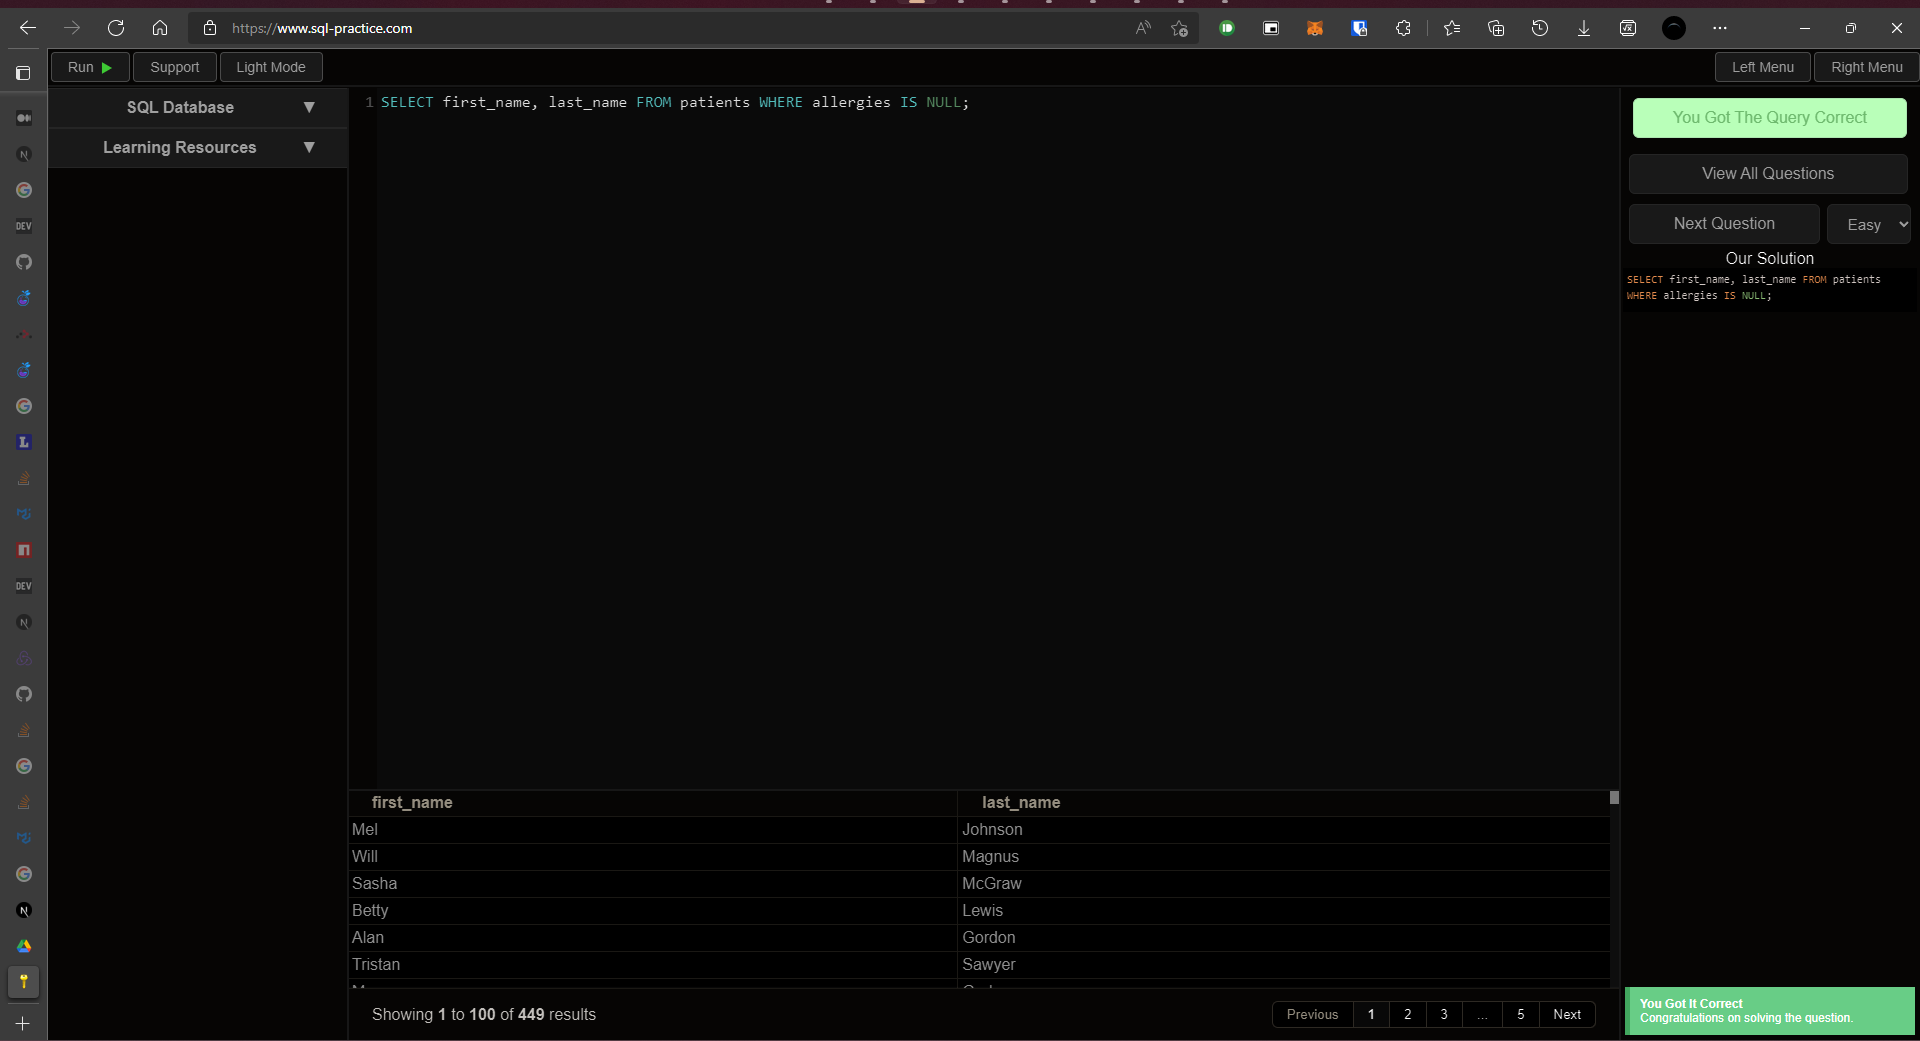 https://www.sql-practice.com
Run
Support
Light Mode
Left Menu
Right Menu
SQL Database ▼
Learning Resources ▼
1 SELECT first_name, last_name FROM patients WHERE allergies IS NULL;
You Got The Query Correct
View All Questions
Next Question
Easy
Our Solution
SELECT first_name, last_name FROM patients
WHERE allergies IS NULL;
first_name last_name
Mel Johnson
Will Magnus
Sasha McGraw
Betty Lewis
Alan Gordon
Tristan Sawyer
Showing 1 to 100 of 449 results
Previous 1 2 3 ... 5 Next
You Got It Correct
Congratulations on solving the question.
DEV
L
DEV